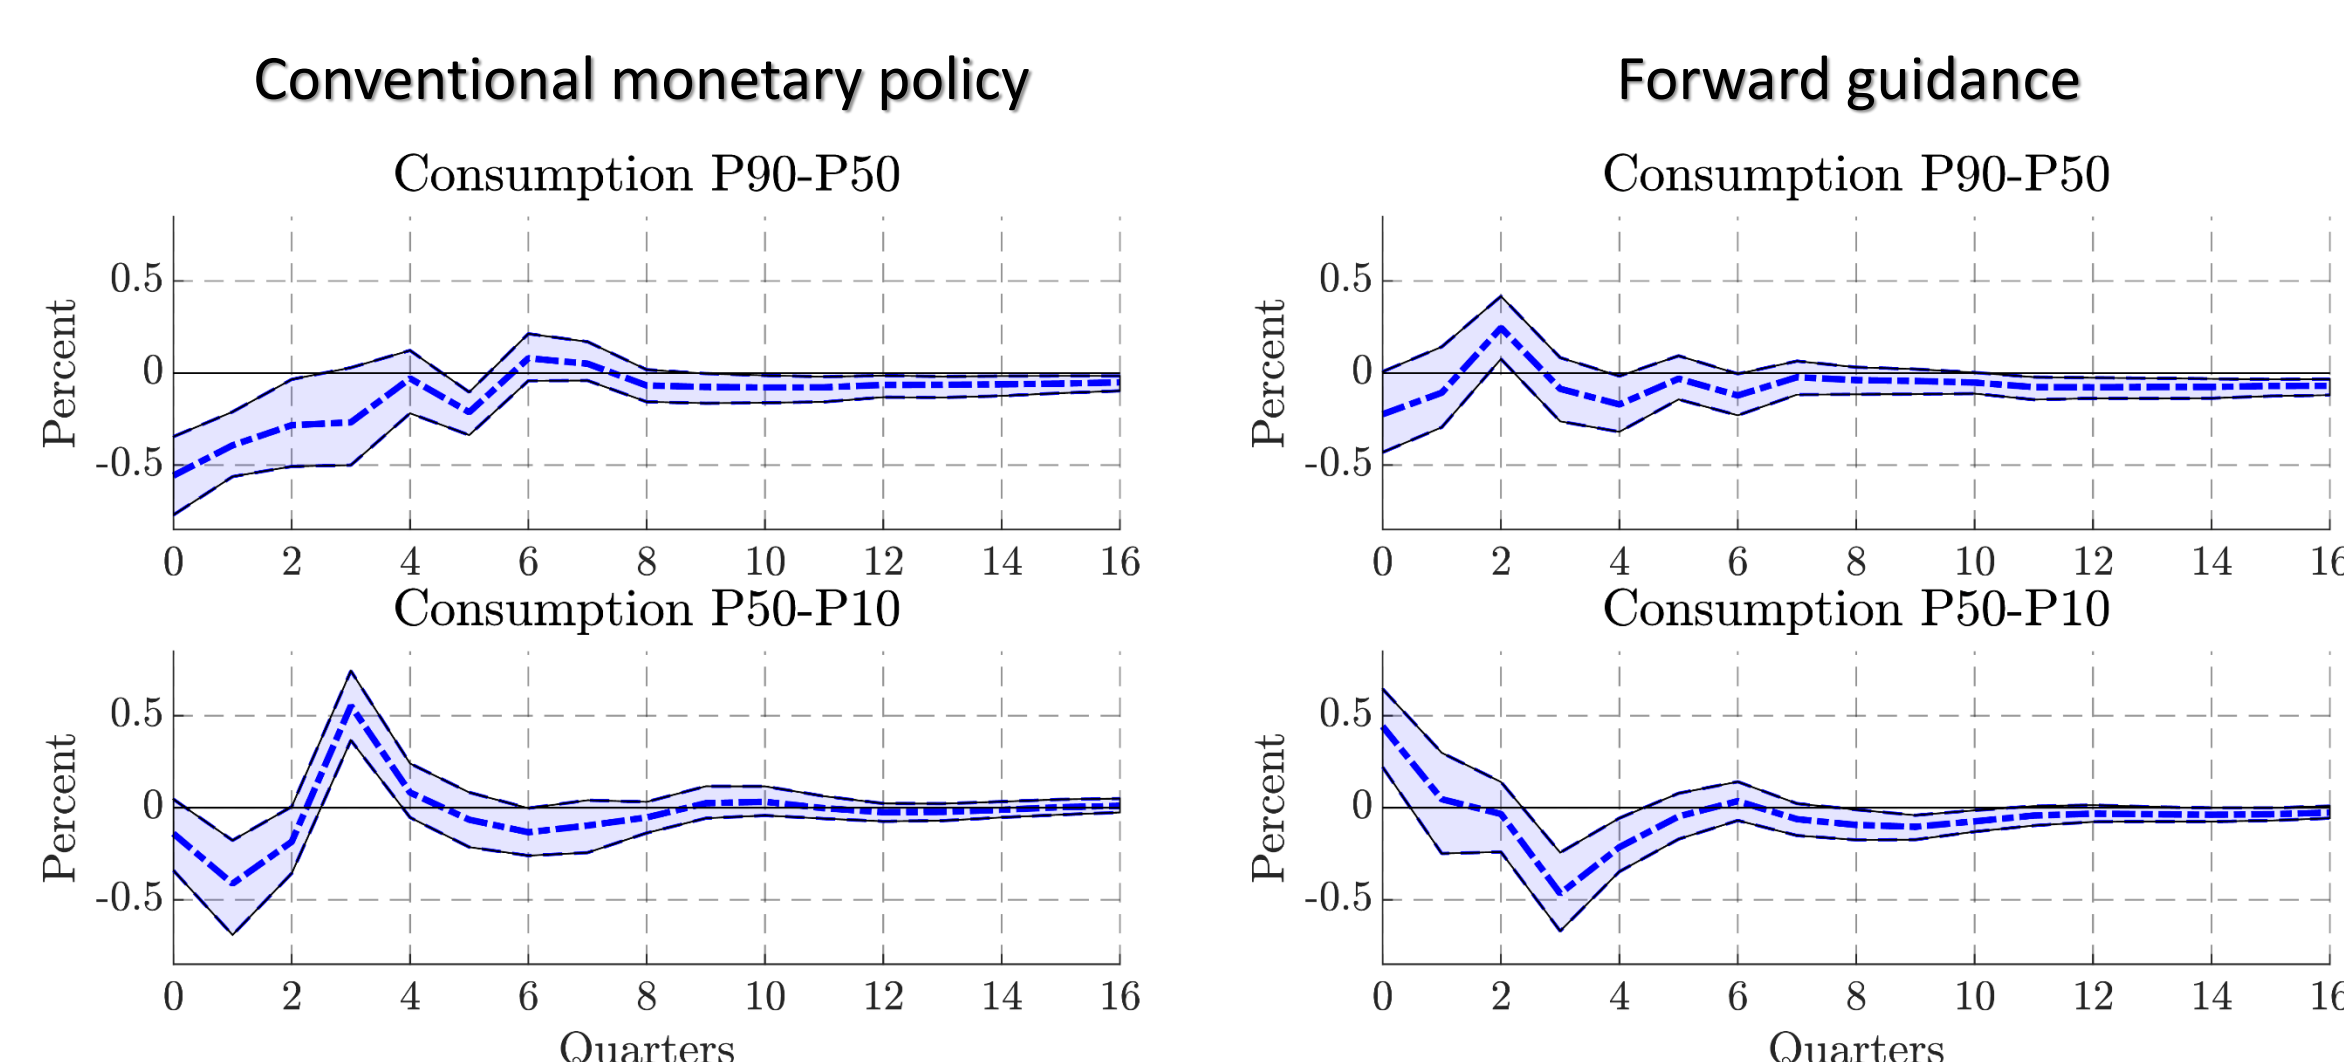 Conventional monetary policy
Forward guidance
Consumption P90-P50
Percent
0.5
0
-0.5
0 2 4 6 8 10 12 14 16
Consumption P90-P50
Percent
0.5
0
-0.5
0 2 4 6 8 10 12 14 16
Consumption P50-P10
Percent
0.5
0
-0.5
0 2 4 6 8 10 12 14 16
Quarters
Consumption P50-P10
Percent
0.5
0
-0.5
0 2 4 6 8 10 12 14 16
Quarters